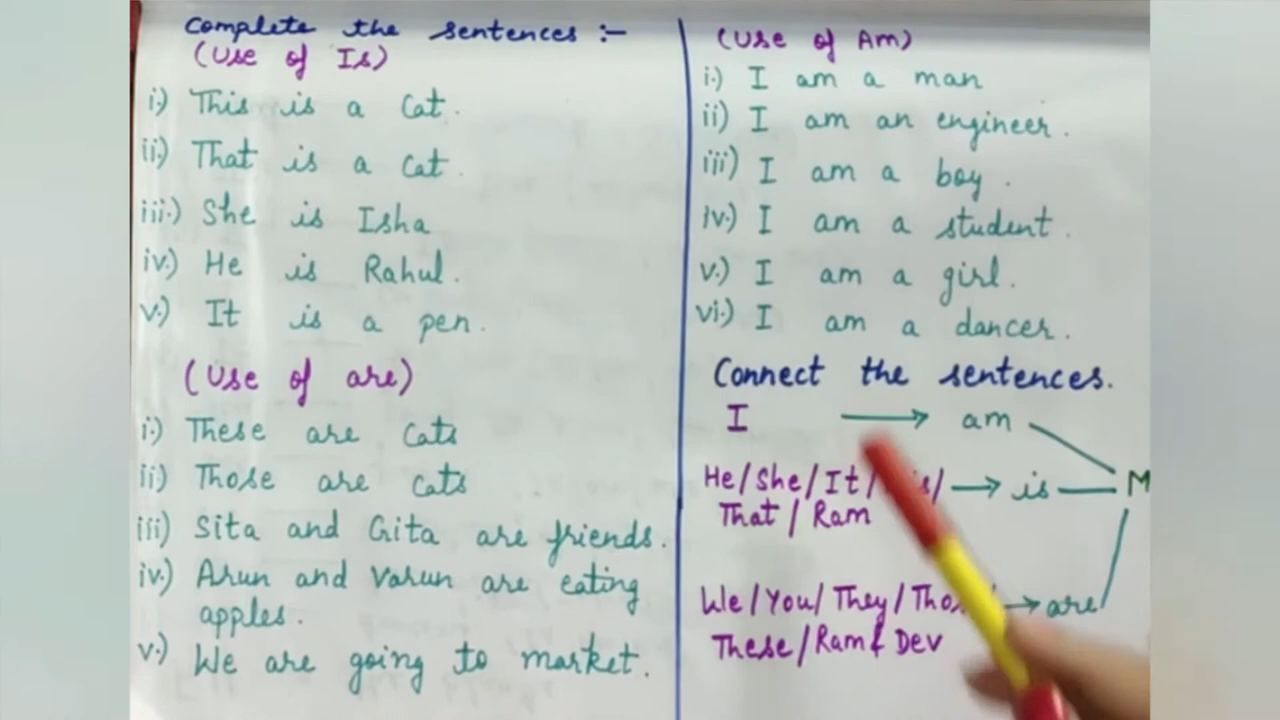 Complete the sentences :-
(Use of Is)
i.) This is a cat.
ii.) That is a cat.
iii.) She is Isha
iv.) He is Rahul.
v.) It is a pen.
(Use of are)
i.) These are cats
ii.) Those are cats
iii) Sita and Gita are friends.
iv.) Arun and Varun are eating
apples.
v.) We are going to market.
(Use of Am)
i.) I am a man
ii) I am an engineer.
iii) I am a boy.
iv.) I am a student.
v.) I am a girl.
vi.) I am a dancer.
Connect the sentences.
I → am
He/She/It/ / → is
That / Ram
We/You/They/ → are
These/Ram & Dev